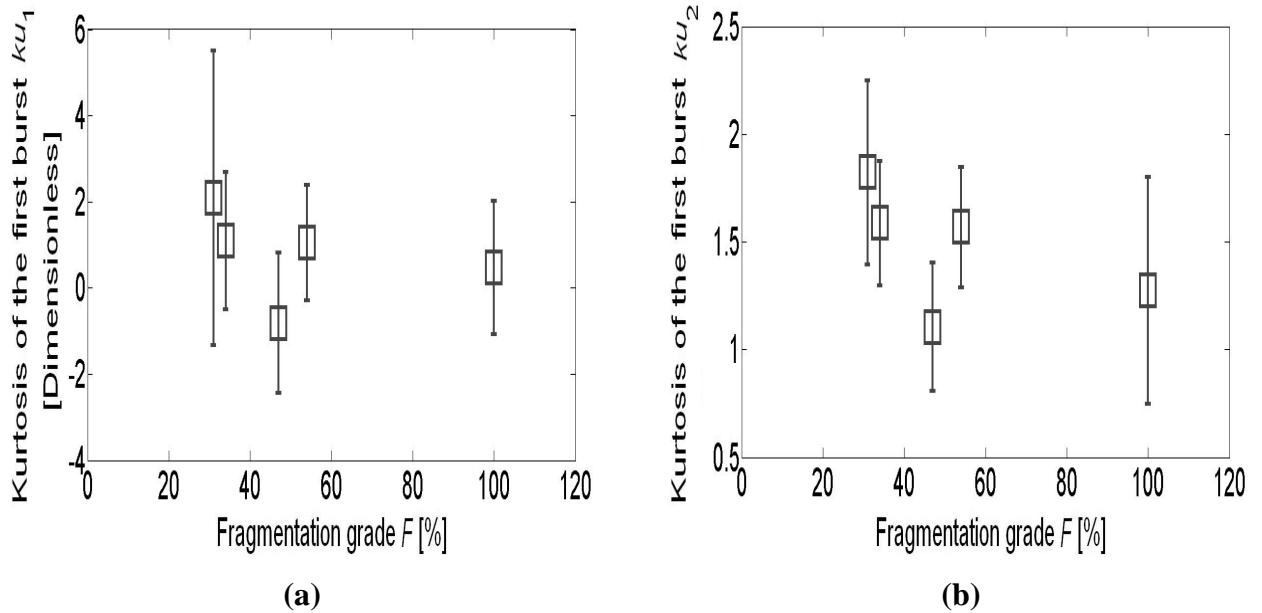 Kurtosis of the first burst ku1
[Dimensionless]
6
4
2
0
-2
-4
0 20 40 60 80 100 120
Fragmentation grade F [%]
(a)
Kurtosis of the first burst ku2
2.5
2
1.5
1
0.5
0 20 40 60 80 100 120
Fragmentation grade F [%]
(b)